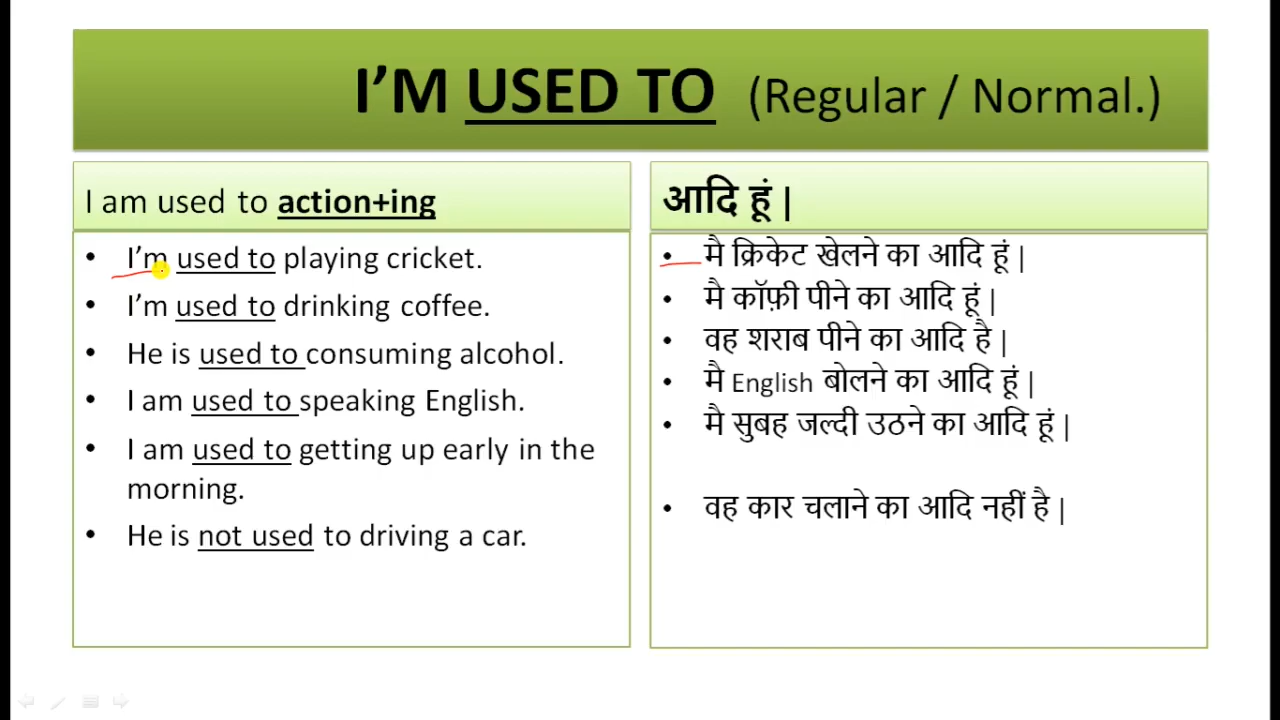 I’M USED TO (Regular / Normal.)
I am used to action+ing
• I’m used to playing cricket.
• I’m used to drinking coffee.
• He is used to consuming alcohol.
• I am used to speaking English.
• I am used to getting up early in the
morning.
• He is not used to driving a car.
आदि हूं |
• मै क्रिकेट खेलने का आदि हूं |
• मै कॉफ़ी पीने का आदि हूं |
• वह शराब पीने का आदि है |
• मै English बोलने का आदि हूं |
• मै सुबह जल्दी उठने का आदि हूं |
• वह कार चलाने का आदि नहीं है |